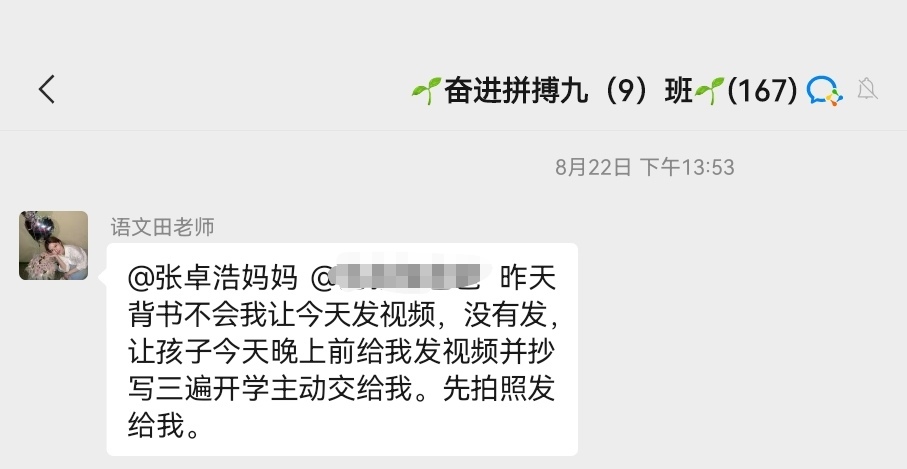 🌱奋进拼搏九（9）班🌱(167)
8月22日 下午13:53
语文田老师
@张卓浩妈妈 @ 昨天
背书不会我让今天发视频，没有发，
让孩子今天晚上前给我发视频并抄
写三遍开学主动交给我。先拍照发
给我。